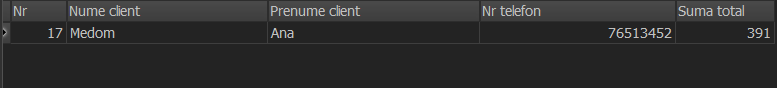 Nr Nume client Prenume client Nr telefon Suma total
17 Medom Ana 76513452 391